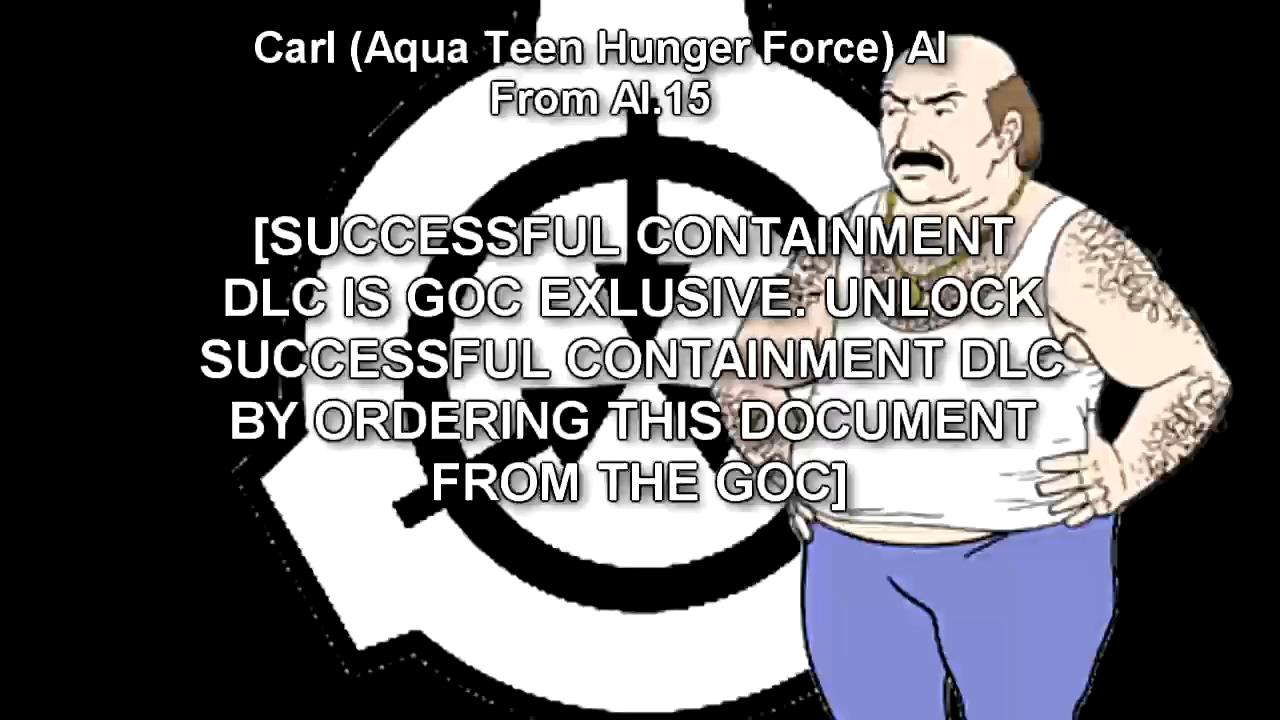 Carl (Aqua Teen Hunger Force) AI
From AI.15
[SUCCESSFUL CONTAINMENT
DLC IS GOC EXLUSIVE. UNLOCK
SUCCESSFUL CONTAINMENT DLC
BY ORDERING THIS DOCUMENT
FROM THE GOC]